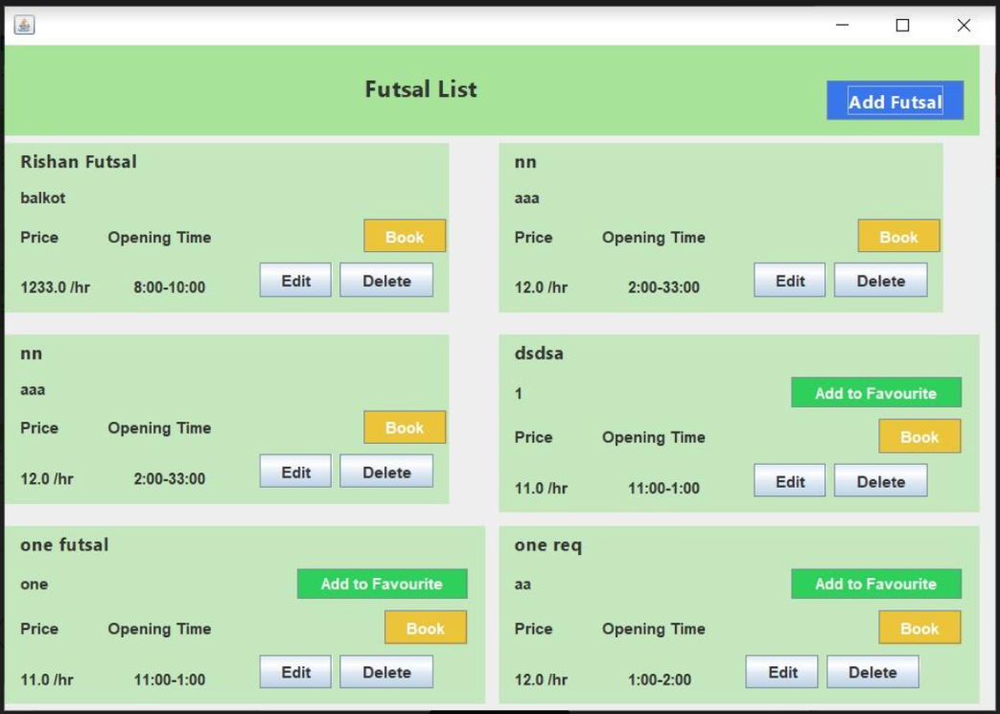 Futsal List
Add Futsal
Rishan Futsal
balkot
Price Opening Time Book
1233.0 /hr 8:00-10:00 Edit Delete
nn
aaa
Price Opening Time Book
12.0 /hr 2:00-33:00 Edit Delete
nn
aaa
Price Opening Time Book
12.0 /hr 2:00-33:00 Edit Delete
dsdsa
1 Add to Favourite
Price Opening Time Book
11.0 /hr 11:00-1:00 Edit Delete
one futsal
one Add to Favourite
Price Opening Time Book
11.0 /hr 11:00-1:00 Edit Delete
one req
aa Add to Favourite
Price Opening Time Book
12.0 /hr 1:00-2:00 Edit Delete